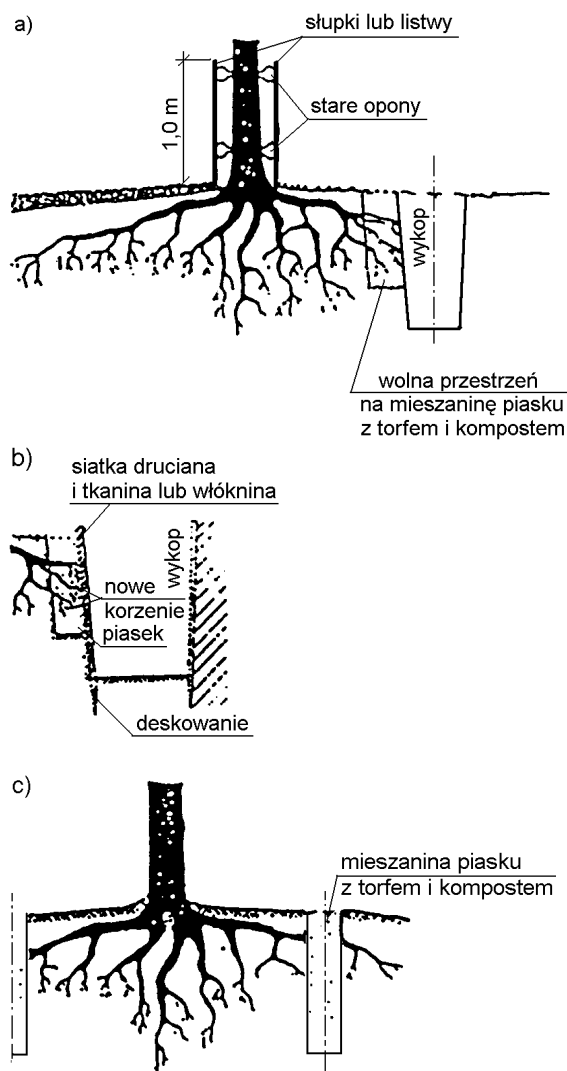 a)
słupki lub listwy
stare opony
1,0 m
wykop
wolna przestrzeń
na mieszaninę piasku
z torfem i kompostem
b)
siatka druciana
i tkanina lub włóknina
wykop
nowe
korzenie
piasek
deskowanie
c)
mieszanina piasku
z torfem i kompostem